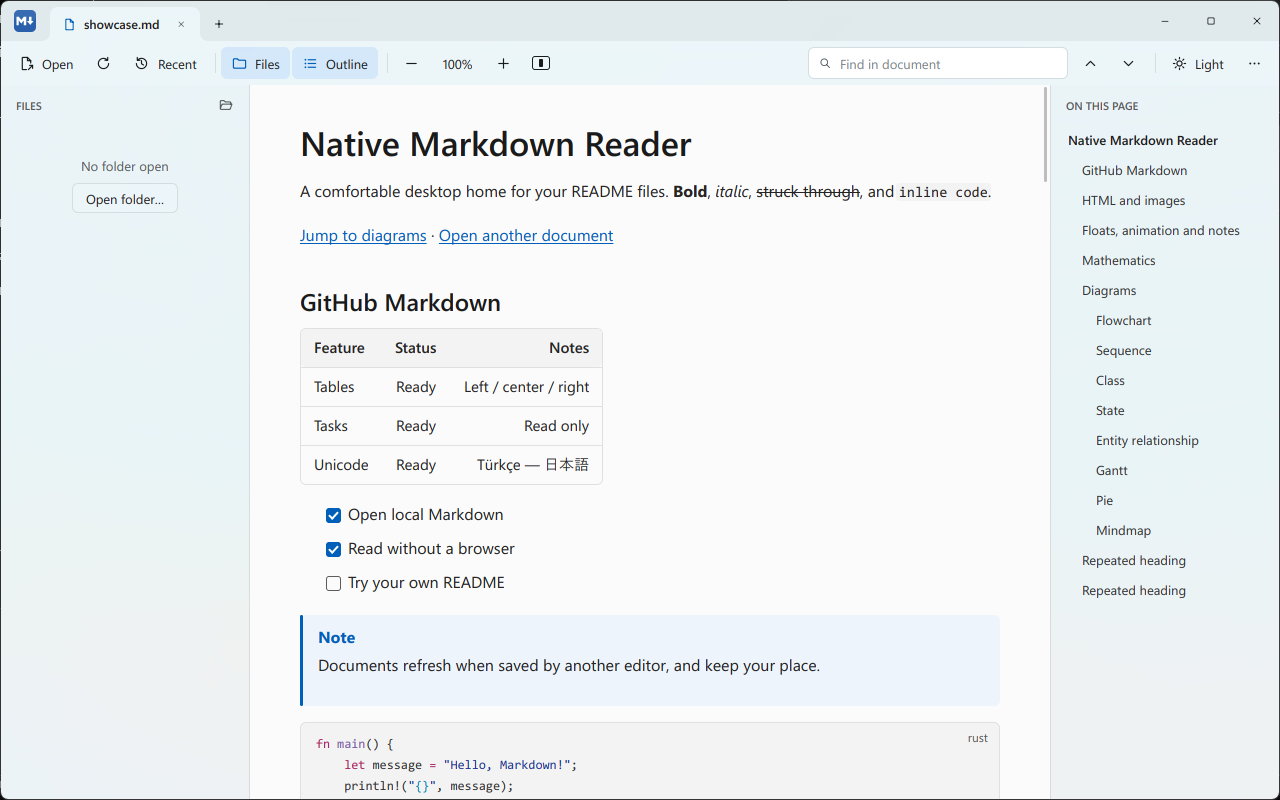 M↓ showcase.md × +
Open Recent Files Outline — 100% + Find in document Light ...
FILES
No folder open
Open folder...
Native Markdown Reader
A comfortable desktop home for your README files. Bold, italic, struck through, and inline code.
Jump to diagrams · Open another document
GitHub Markdown
Feature Status Notes
Tables Ready Left / center / right
Tasks Ready Read only
Unicode Ready Türkçe — 日本語
Open local Markdown
Read without a browser
Try your own README
Note
Documents refresh when saved by another editor, and keep your place.
rust
fn main() {
    let message = "Hello, Markdown!";
    println!("{}", message);
ON THIS PAGE
Native Markdown Reader
GitHub Markdown
HTML and images
Floats, animation and notes
Mathematics
Diagrams
Flowchart
Sequence
Class
State
Entity relationship
Gantt
Pie
Mindmap
Repeated heading
Repeated heading